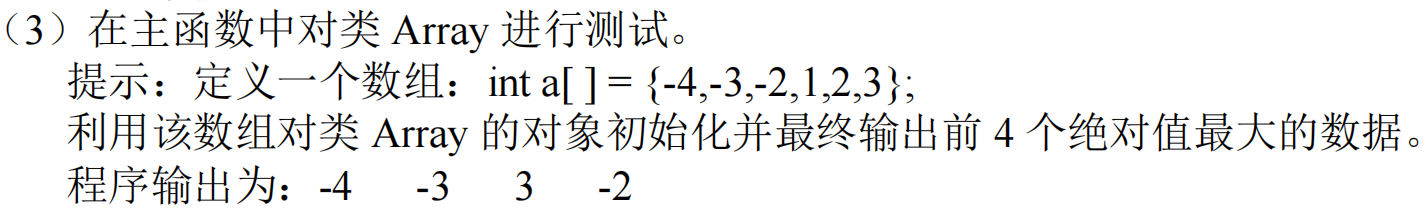 （3）在主函数中对类 Array 进行测试。
提示：定义一个数组：int a[ ] = {-4,-3,-2,1,2,3};
利用该数组对类 Array 的对象初始化并最终输出前 4 个绝对值最大的数据。
程序输出为：-4 -3 3 -2